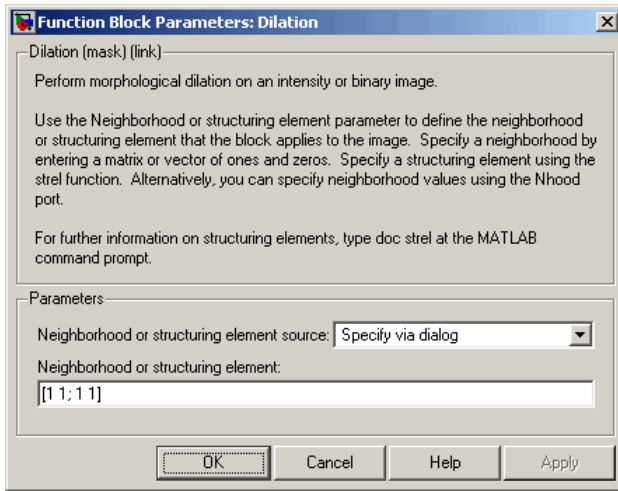 Function Block Parameters: Dilation
Dilation (mask) (link)
Perform morphological dilation on an intensity or binary image.
Use the Neighborhood or structuring element parameter to define the neighborhood
or structuring element that the block applies to the image.  Specify a neighborhood by
entering a matrix or vector of ones and zeros.  Specify a structuring element using the
strel function.  Alternatively, you can specify neighborhood values using the Nhood
port.
For further information on structuring elements, type doc strel at the MATLAB
command prompt.
Parameters
Neighborhood or structuring element source: Specify via dialog
Neighborhood or structuring element:
[1 1; 1 1]
OK Cancel Help Apply